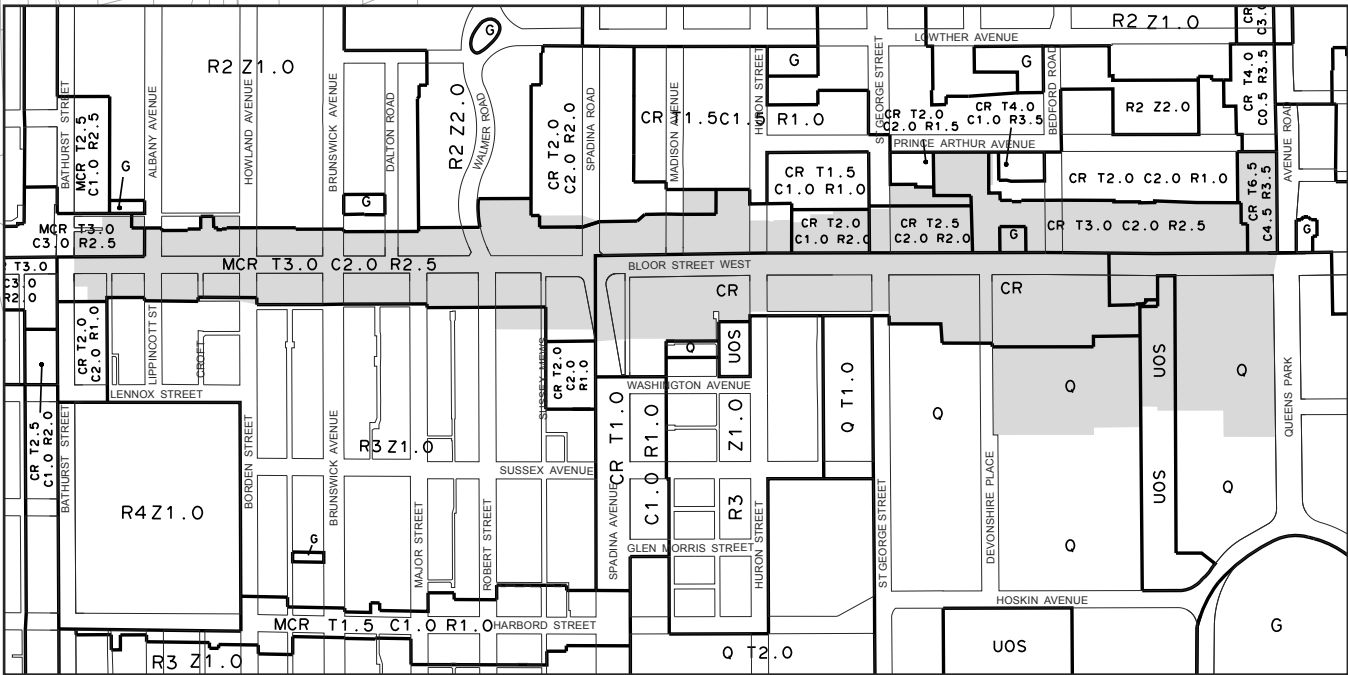 R2 Z1.0
LOWTHER AVENUE
CR
C3.0
G
R2 Z1.0
G
G
BATHURST STREET
MCR T2.5
C1.0 R2.5
ALBANY AVENUE
HOWLAND AVENUE
BRUNSWICK AVENUE
DALTON ROAD
R2 Z2.0
WALMER ROAD
CR T2.0
C2.0 R2.0
SPADINA ROAD
MADISON AVENUE
CR T1.5 C1.5 R1.0
HURON STREET
ST GEORGE STREET
CR T2.0
C2.0 R1.5
CR T4.0
C1.0 R3.5
BEDFORD ROAD
R2 Z2.0
CR T4.0
C0.5 R3.5
AVENUE ROAD
PRINCE ARTHUR AVENUE
G
G
CR T1.5
C1.0 R1.0
CR T2.0 C2.0 R1.0
CR T6.5
C4.5 R3.5
MCR T3.0
C3.0 R2.5
CR T2.0
C1.0 R2.0
CR T2.5
C2.0 R2.0
G
CR T3.0 C2.0 R2.5
G
T3.0
C3.0
R2.0
MCR T3.0 C2.0 R2.5
BLOOR STREET WEST
CR
CR
CR T2.0
C2.0 R1.0
LIPPINCOTT ST
CROFT
SUSSEX MEWS
CR T2.0
C2.0
R1.0
Q
UOS
UOS
Q
Q
Q
LENNOX STREET
WASHINGTON AVENUE
CR T2.5
C1.0 R2.0
BATHURST STREET
BORDEN STREET
BRUNSWICK AVENUE
R3 Z1.0
CR T1.0
C1.0 R1.0
R3 Z1.0
Q T1.0
QUEENS PARK
SUSSEX AVENUE
R4 Z1.0
MAJOR STREET
ROBERT STREET
SPADINA AVENUE
HURON STREET
ST GEORGE STREET
DEVONSHIRE PLACE
UOS
Q
G
GLEN MORRIS STREET
Q
HOSKIN AVENUE
MCR T1.5 C1.0 R1.0
HARBORD STREET
G
R3 Z1.0
Q T2.0
UOS